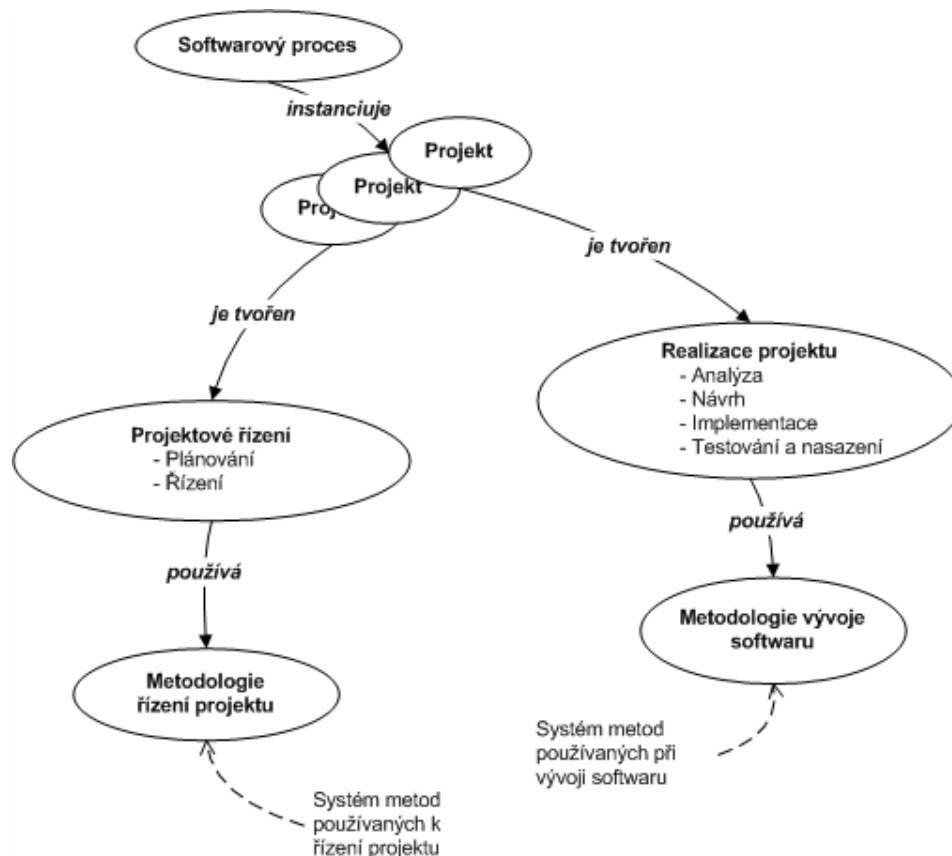 Softwarový proces
instanciuje
Projekt
Projekt
je tvořen
je tvořen
Realizace projektu
- Analýza
- Návrh
- Implementace
- Testování a nasazení
Projektové řízení
- Plánování
- Řízení
používá
používá
Metodologie vývoje
softwaru
Metodologie
řízení projektu
Systém metod
používaných při
vývoji softwaru
Systém metod
používaných k
řízení projektu